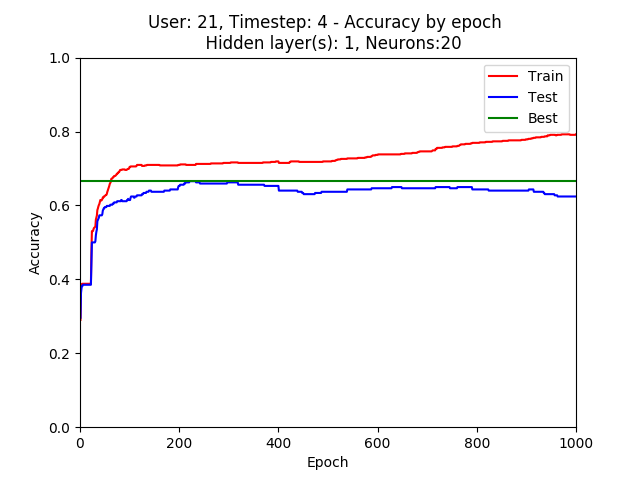 User: 21, Timestep: 4 - Accuracy by epoch
Hidden layer(s): 1, Neurons:20
1.0
0.8
0.6
0.4
0.2
0.0
Accuracy
Train
Test
Best
0 200 400 600 800 1000
Epoch